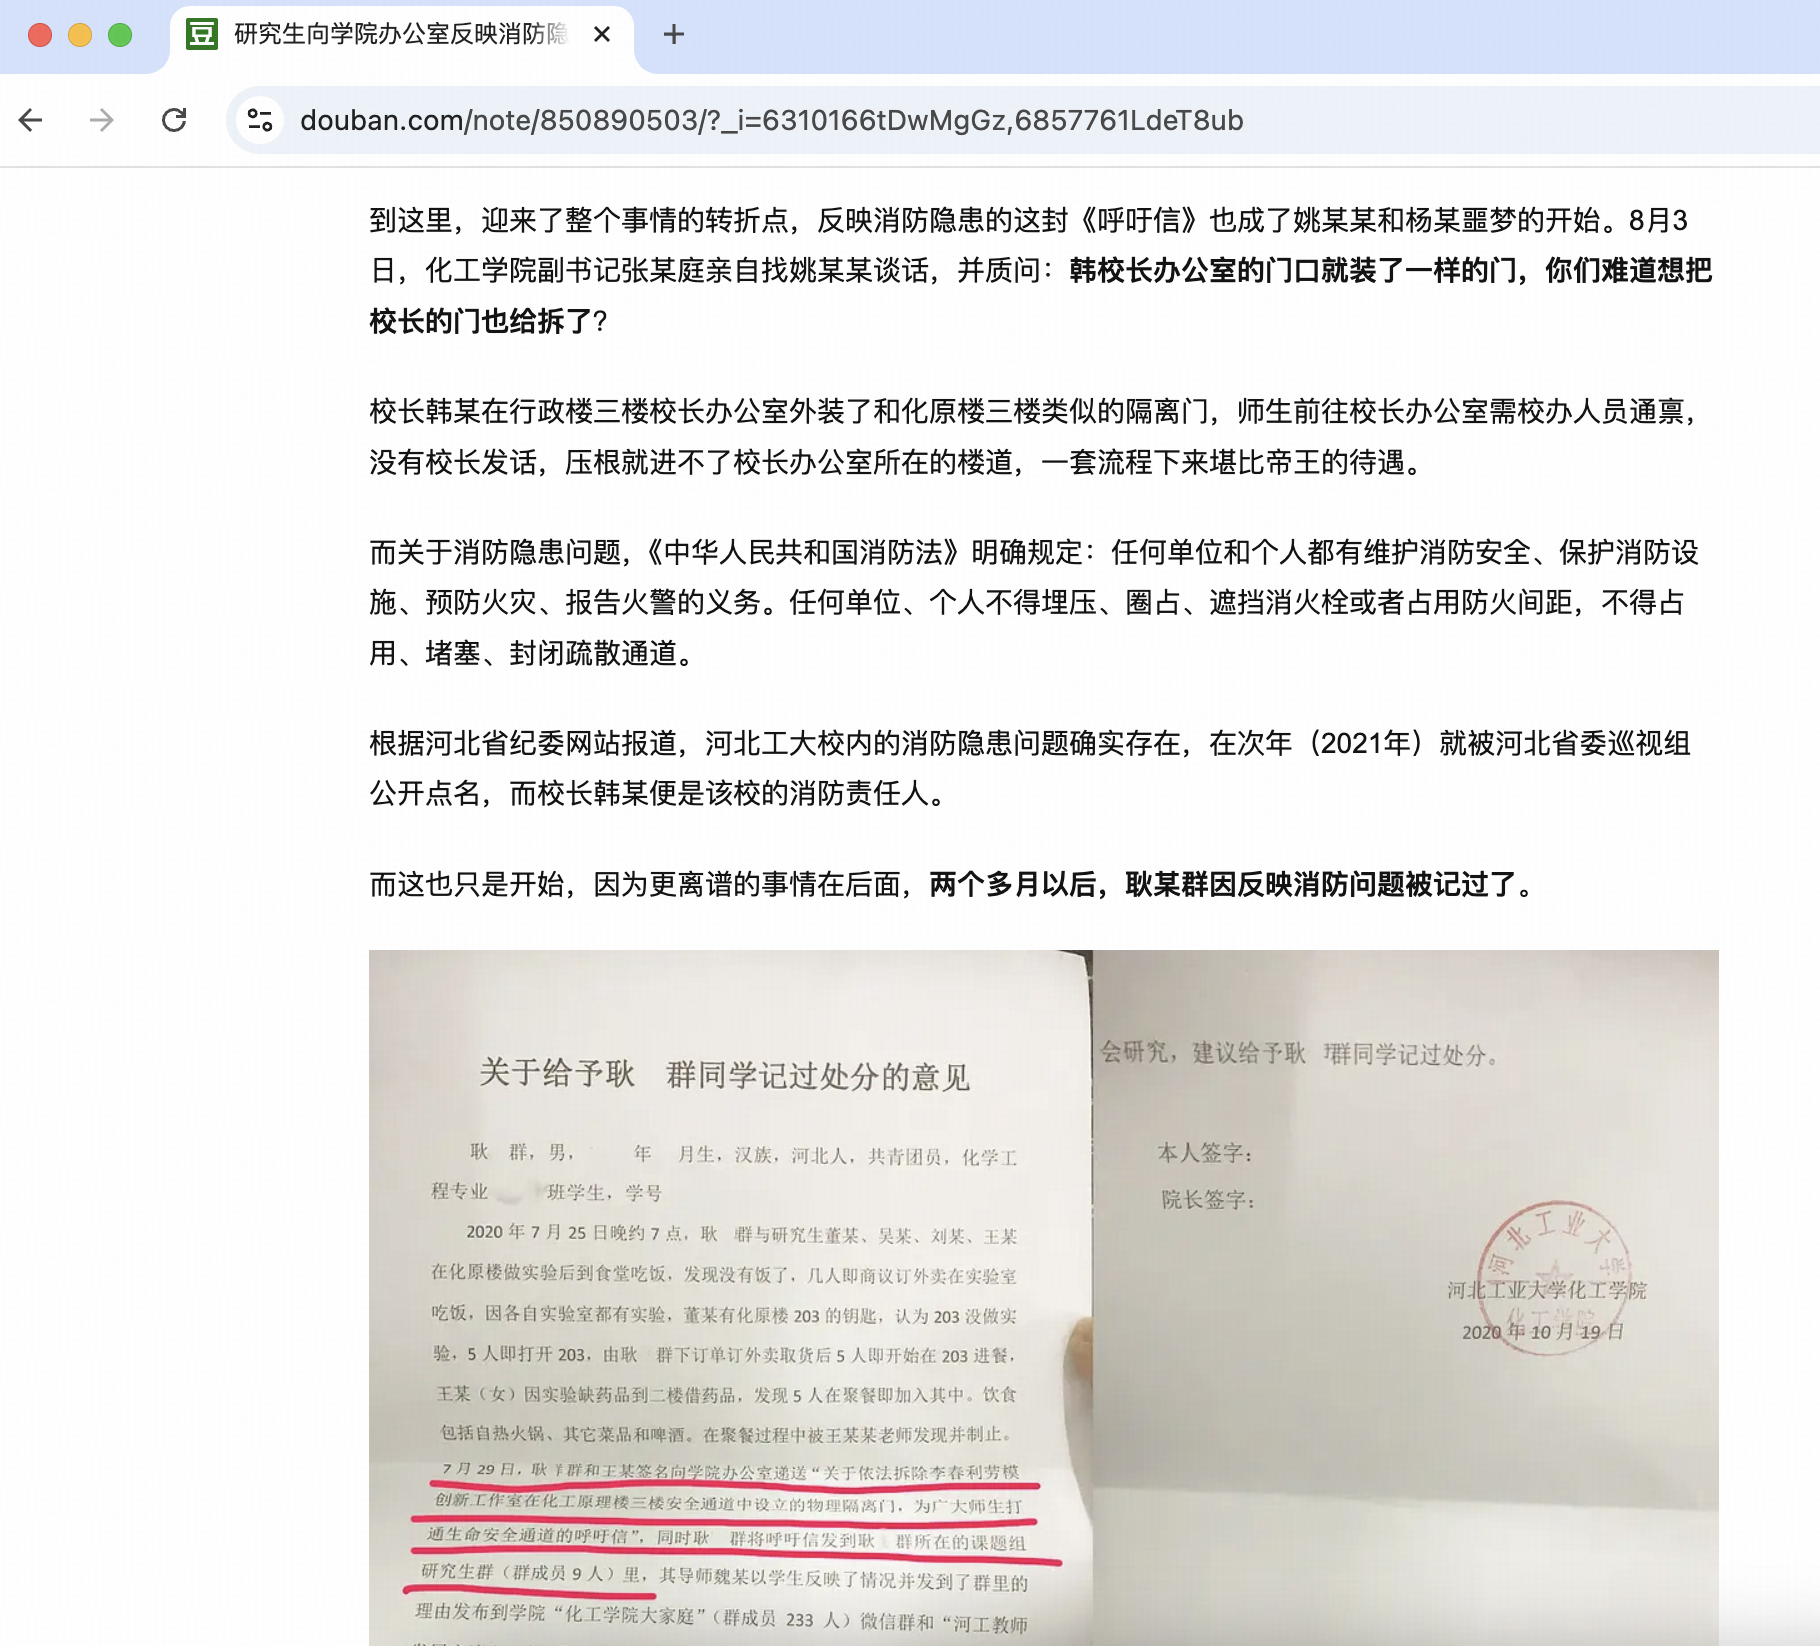 研究生向学院办公室反映消防隐
douban.com/note/850890503/?_i=6310166tDwMgGz,6857761LdeT8ub
到这里，迎来了整个事情的转折点，反映消防隐患的这封《呼吁信》也成了姚某某和杨某噩梦的开始。8月3
日，化工学院副书记张某庭亲自找姚某某谈话，并质问：韩校长办公室的门口就装了一样的门，你们难道想把
校长的门也给拆了？
校长韩某在行政楼三楼校长办公室外装了和化原楼三楼类似的隔离门，师生前往校长办公室需校办人员通禀，
没有校长发话，压根就进不了校长办公室所在的楼道，一套流程下来堪比帝王的待遇。
而关于消防隐患问题，《中华人民共和国消防法》明确规定：任何单位和个人都有维护消防安全、保护消防设
施、预防火灾、报告火警的义务。任何单位、个人不得埋压、圈占、遮挡消火栓或者占用防火间距，不得占
用、堵塞、封闭疏散通道。
根据河北省纪委网站报道，河北工大校内的消防隐患问题确实存在，在次年（2021年）就被河北省委巡视组
公开点名，而校长韩某便是该校的消防责任人。
而这也只是开始，因为更离谱的事情在后面，两个多月以后，耿某群因反映消防问题被记过了。
关于给予耿 群同学记过处分的意见
耿 群，男， 年 月生，汉族，河北人，共青团员，化学工
程专业 班学生，学号
2020 年 7 月 25 日晚约 7 点，耿 群与研究生董某、吴某、刘某、王某
在化原楼做实验后到食堂吃饭，发现没有饭了，几人即商议订外卖在实验室
吃饭，因各自实验室都有实验，董某有化原楼 203 的钥匙，认为 203 没做实
验，5 人即打开 203，由耿 群下订单订外卖取货后 5 人即开始在 203 进餐，
王某（女）因实验缺药品到二楼借药品，发现 5 人在聚餐即加入其中。饮食
包括自热火锅、其它菜品和啤酒。在聚餐过程中被王某某老师发现并制止。
7 月 29 日，耿 群和王某签名向学院办公室递送“关于依法拆除李春利劳模
创新工作室在化工原理楼三楼安全通道中设立的物理隔离门，为广大师生打
通生命安全通道的呼吁信”，同时耿 群将呼吁信发到耿 群所在的课题组
研究生群（群成员 9 人）里，其导师魏某以学生反映了情况并发到了群里的
理由发布到学院“化工学院大家庭”（群成员 233 人）微信群和“河工教师
会研究，建议给予耿 群同学记过处分。
本人签字：
院长签字：
河北工业大学
化工学院
河北工业大学化工学院
2020 年 10 月 19 日